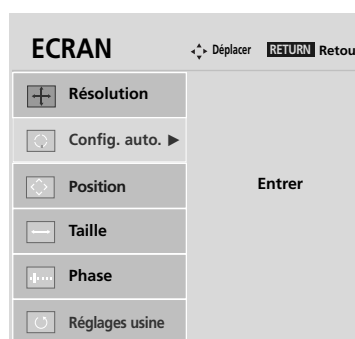 ECRAN Déplacer RETURN Retou
Résolution
Config. auto. ►
Position
Entrer
Taille
Phase
Réglages usine